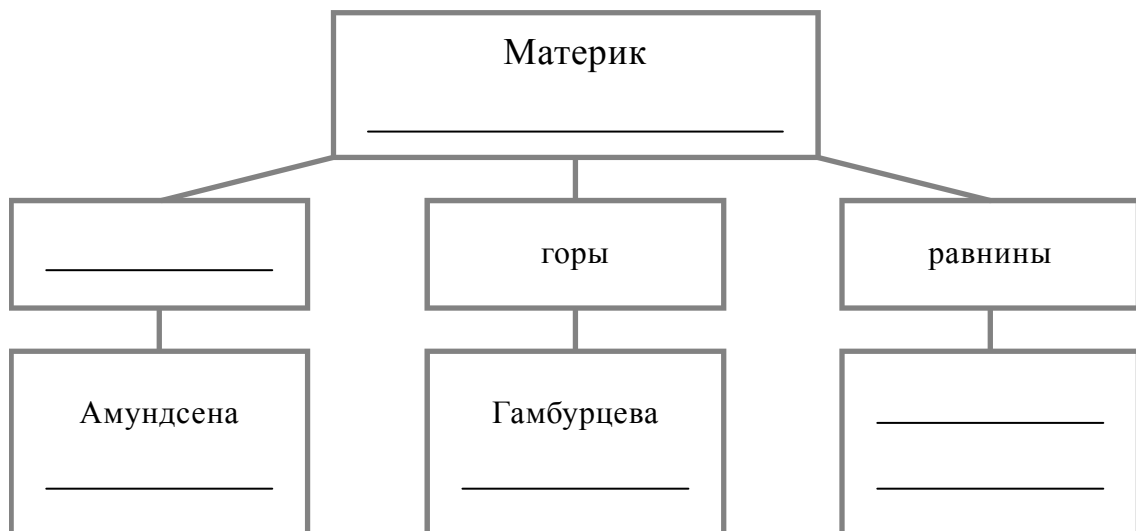 Материк
горы
равнины
Амундсена
Гамбурцева